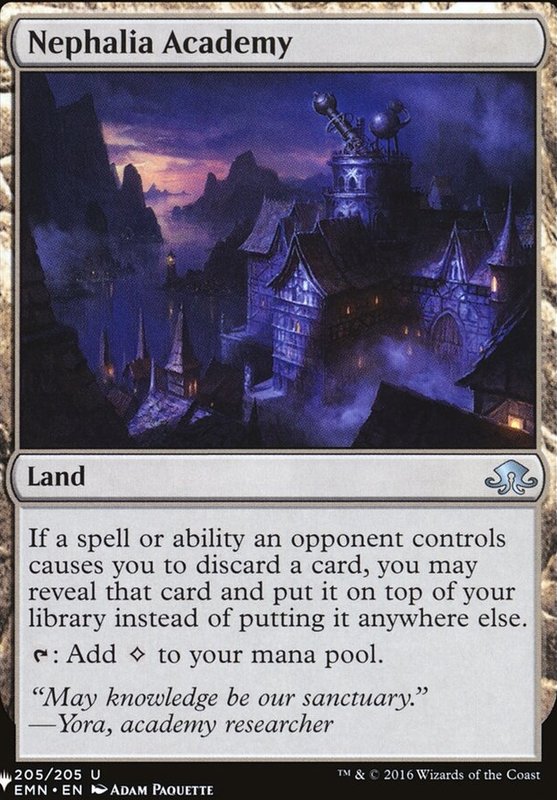 Nephalia Academy
Land
If a spell or ability an opponent controls
causes you to discard a card, you may
reveal that card and put it on top of your
library instead of putting it anywhere else.
: Add to your mana pool.
“May knowledge be our sanctuary.”
—Yora, academy researcher
205/205 U
EMN • EN Adam Paquette
™ & © 2016 Wizards of the Coast